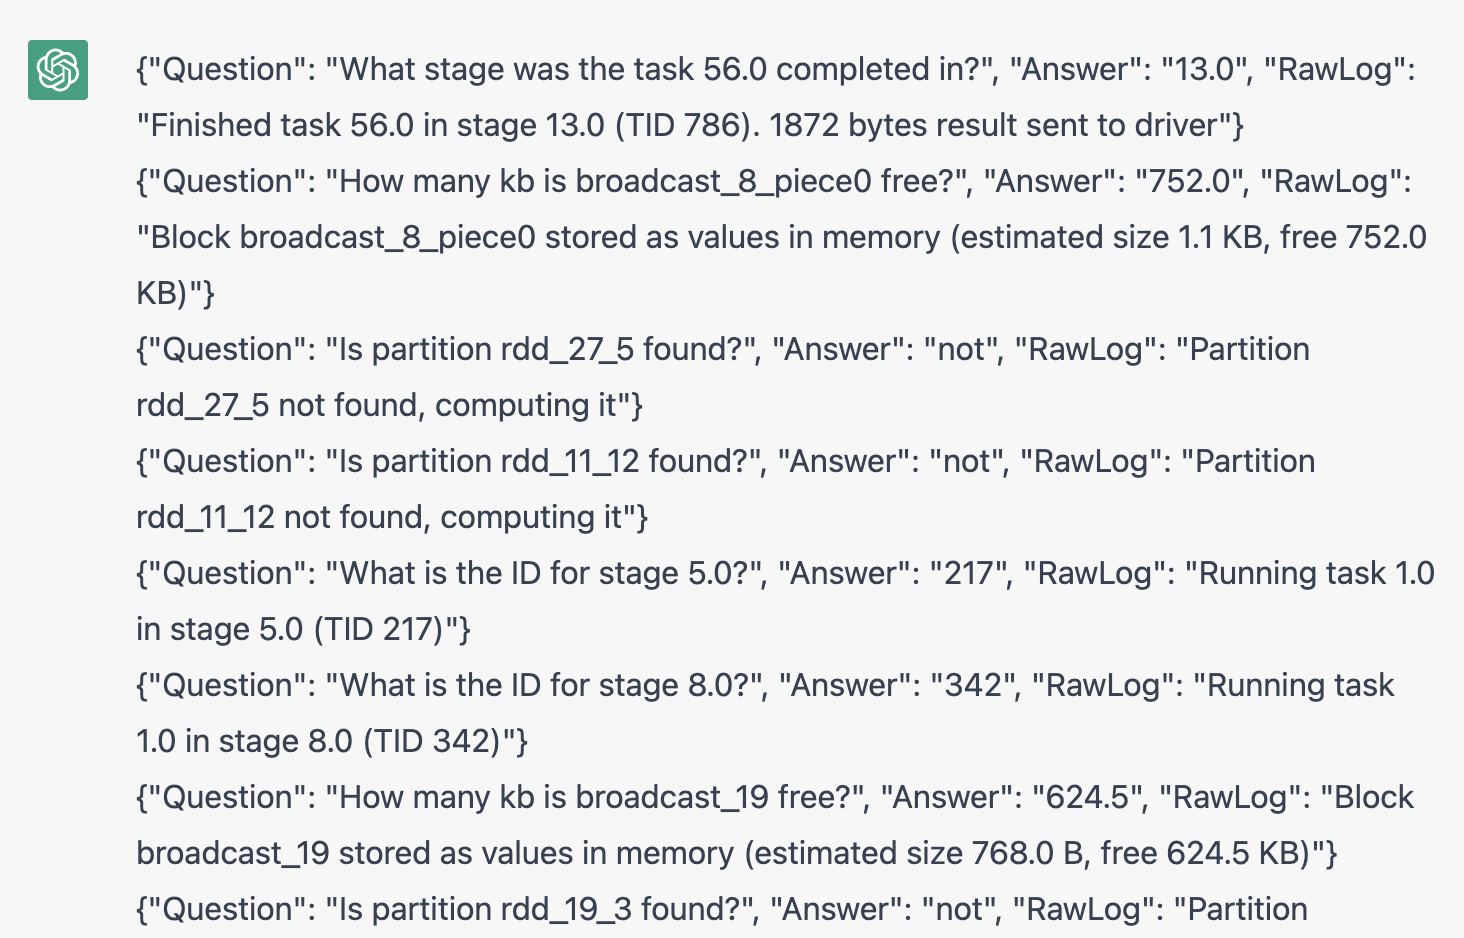 {"Question": "What stage was the task 56.0 completed in?", "Answer": "13.0", "RawLog":
"Finished task 56.0 in stage 13.0 (TID 786). 1872 bytes result sent to driver"}
{"Question": "How many kb is broadcast_8_piece0 free?", "Answer": "752.0", "RawLog":
"Block broadcast_8_piece0 stored as values in memory (estimated size 1.1 KB, free 752.0
KB)"}
{"Question": "Is partition rdd_27_5 found?", "Answer": "not", "RawLog": "Partition
rdd_27_5 not found, computing it"}
{"Question": "Is partition rdd_11_12 found?", "Answer": "not", "RawLog": "Partition
rdd_11_12 not found, computing it"}
{"Question": "What is the ID for stage 5.0?", "Answer": "217", "RawLog": "Running task 1.0
in stage 5.0 (TID 217)"}
{"Question": "What is the ID for stage 8.0?", "Answer": "342", "RawLog": "Running task
1.0 in stage 8.0 (TID 342)"}
{"Question": "How many kb is broadcast_19 free?", "Answer": "624.5", "RawLog": "Block
broadcast_19 stored as values in memory (estimated size 768.0 B, free 624.5 KB)"}
{"Question": "Is partition rdd_19_3 found?", "Answer": "not", "RawLog": "Partition